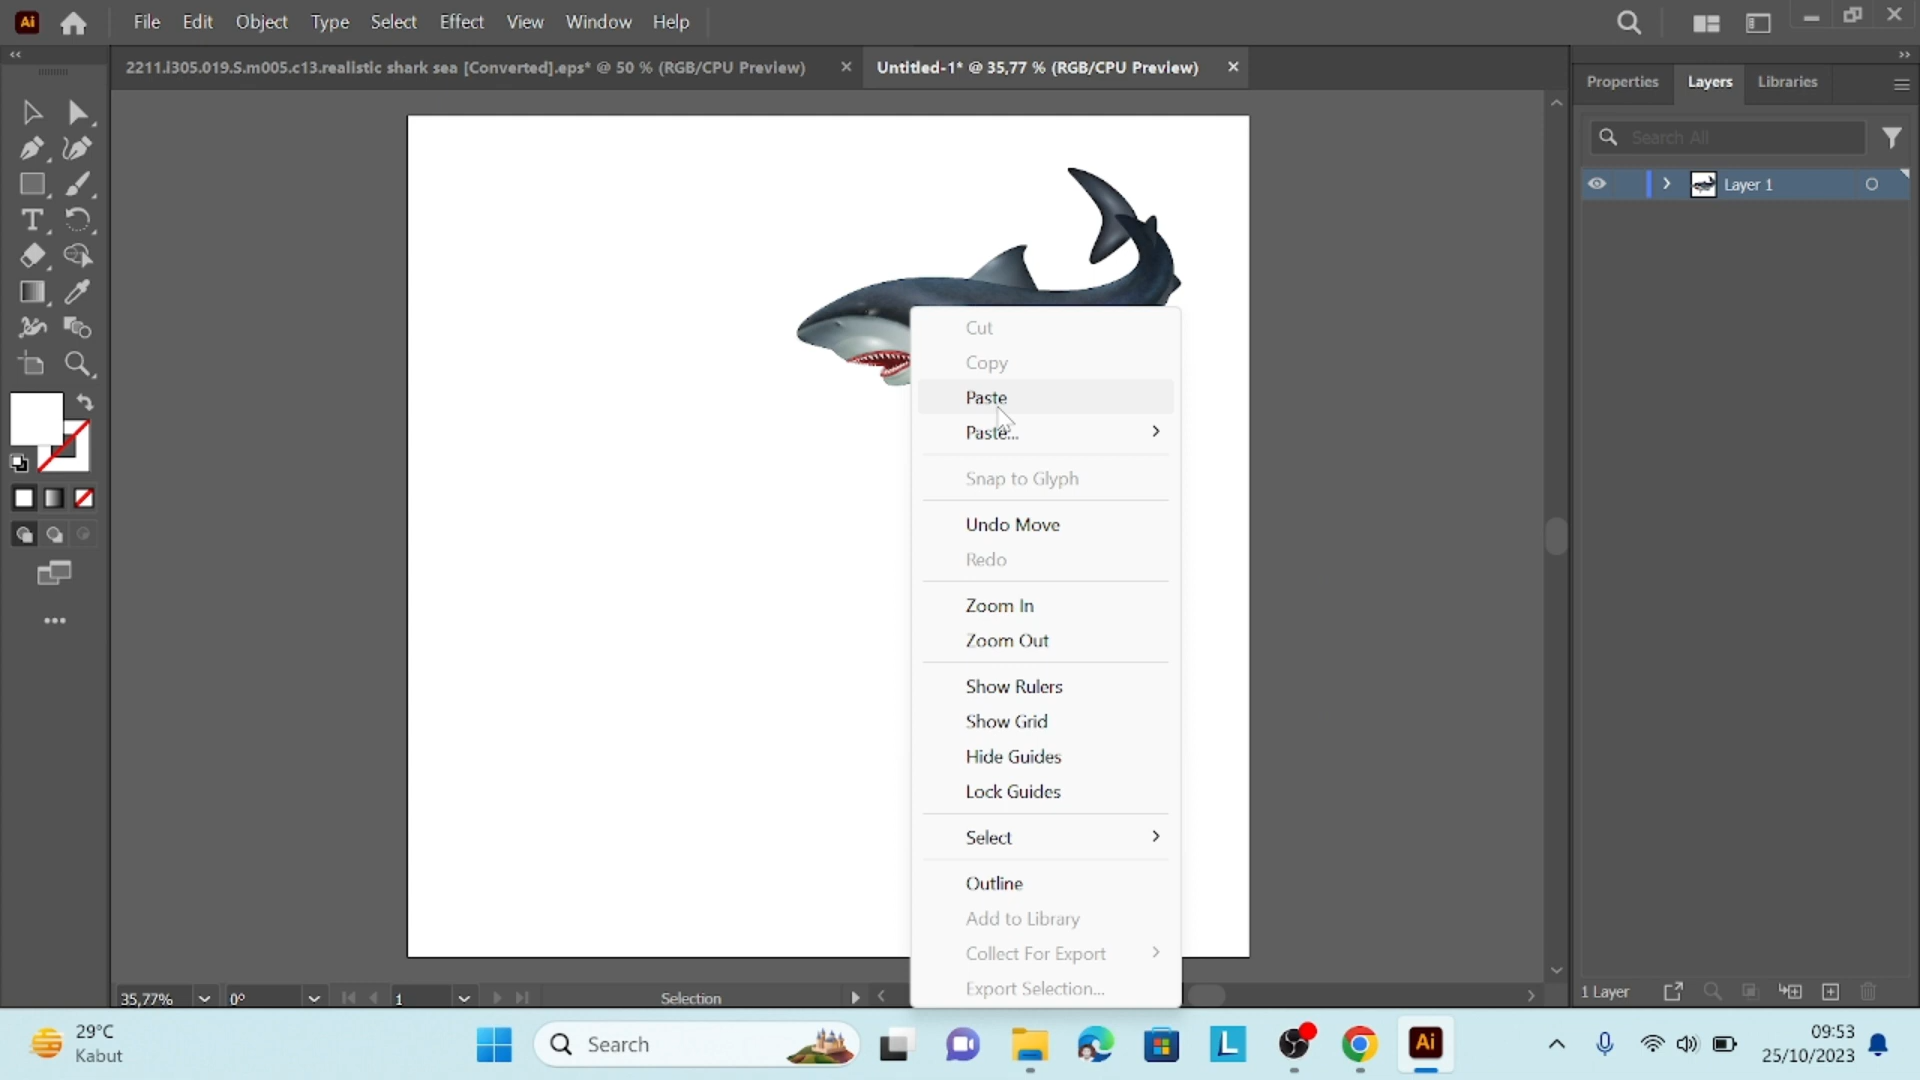 Ai File Edit Object Type Select Effect View Window Help
2211.i305.019.S.m005.c13.realistic shark sea [Converted].eps* @ 50 % (RGB/CPU Preview) Untitled-1* @ 35,77 % (RGB/CPU Preview)
Properties Layers Libraries
Search All
Layer 1
T
Cut
Copy
Paste
Paste...
Snap to Glyph
Undo Move
Redo
Zoom In
Zoom Out
Show Rulers
Show Grid
Hide Guides
Lock Guides
Select
Outline
Add to Library
Collect For Export
Export Selection...
35,77% 0° 1 Selection
1 Layer
29°C
Kabut
Search
L
Ai
09:53
25/10/2023